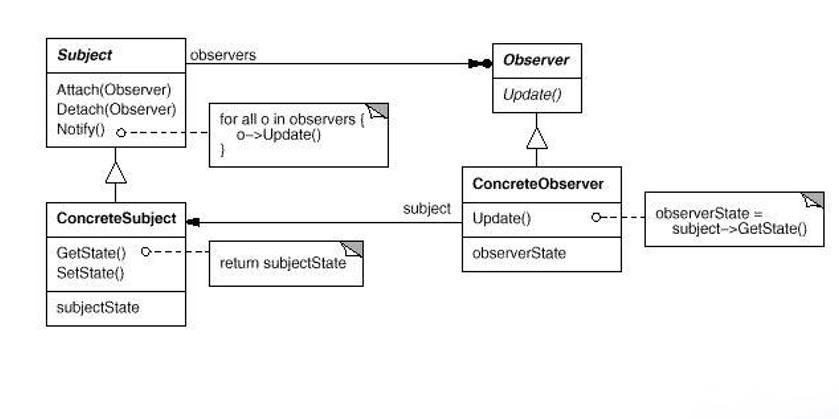 Subject
observers
Observer
Attach(Observer)
Detach(Observer)
Notify()
Update()
for all o in observers {
o–>Update()
}
ConcreteSubject
subject
ConcreteObserver
GetState()
SetState()
return subjectState
Update()
observerState =
subject–>GetState()
subjectState
observerState